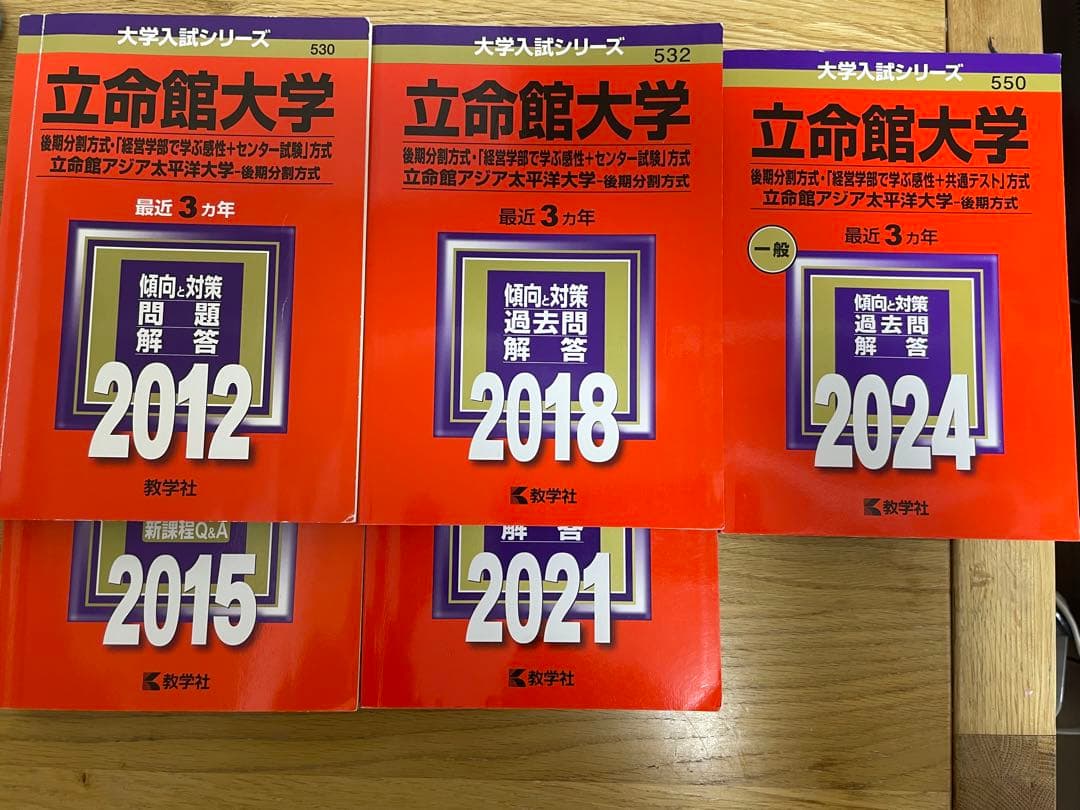 大学入試シリーズ
530
立命館大学
後期分割方式・「経営学部で学ぶ感性+センター試験」方式
立命館アジア太平洋大学-後期分割方式
最近3カ年
傾向と対策
問題
解答
2012
教学社
大学入試シリーズ
532
立命館大学
後期分割方式・「経営学部で学ぶ感性+センター試験」方式
立命館アジア太平洋大学-後期分割方式
最近3カ年
傾向と対策
過去問
解答
2018
教学社
大学入試シリーズ
550
立命館大学
後期分割方式・「経営学部で学ぶ感性+共通テスト」方式
立命館アジア太平洋大学-後期方式
最近3カ年
一般
傾向と対策
過去問
解答
2024
教学社
新課程Q&A
2015
教学社
解答
2021
教学社